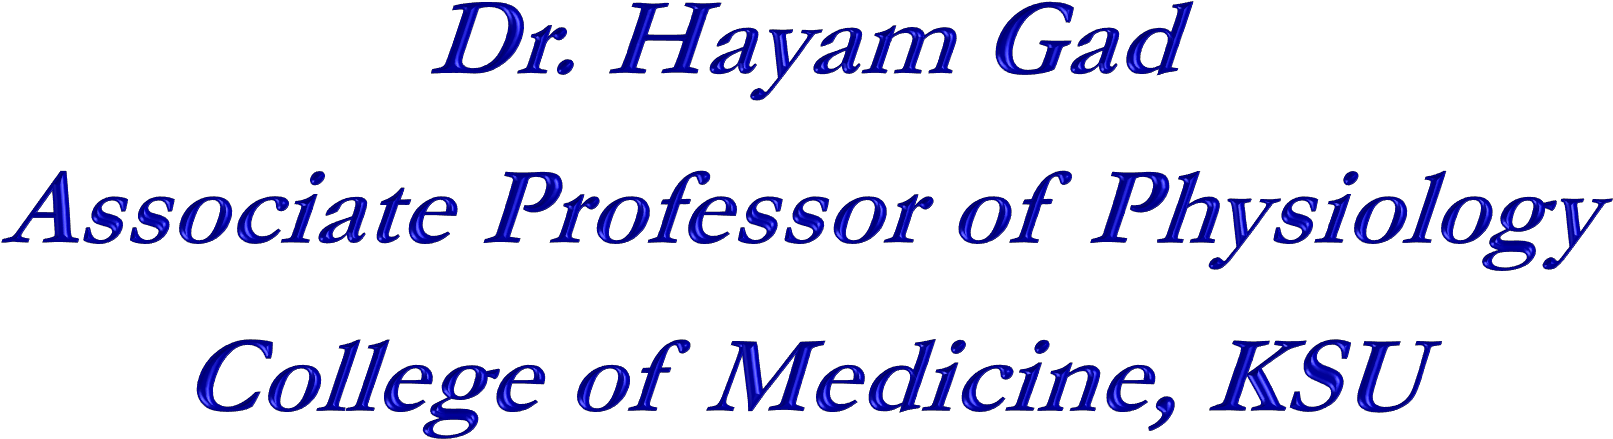 Dr. Hayam Gad
Associate Professor of Physiology
College of Medicine, KSU